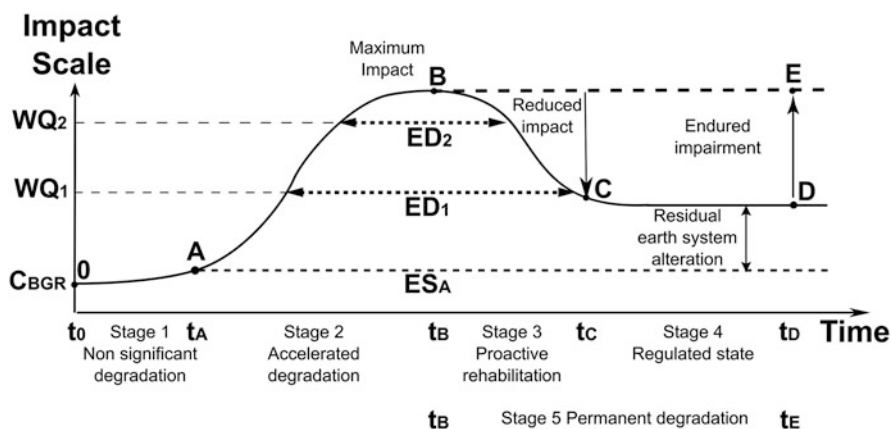 Impact
Scale
Maximum
Impact
B
E
WQ2
Reduced
impact
ED2
Endured
impairment
WQ1
C
D
ED1
Residual
earth system
alteration
A
0
CBGR
ESA
t0
Stage 1
tA
Stage 2
tB
Stage 3
tC
Stage 4
tD
Time
Non significant
degradation
Accelerated
degradation
Proactive
rehabilitation
Regulated state
tB
Stage 5 Permanent degradation
tE